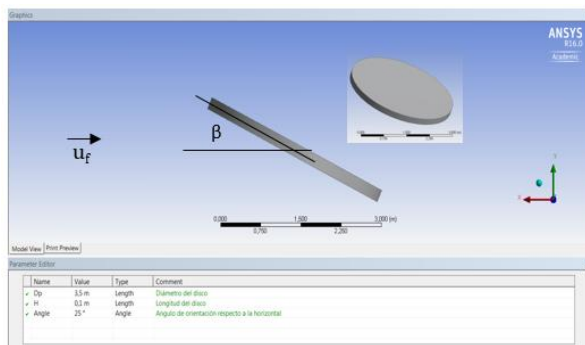 Graphics
ANSYS
R16.0
Academic
β
uf
0,000
1,500
3,000 (m)
0,750
2,250
Model View
Print Preview
Parameter Editor
Name Value Type Comment
Dp 3,5 m Length Diámetro del disco
H 0,1 m Length Longitud del disco
Angle 25 ° Angle Angulo de orientación respecto a la horizontal